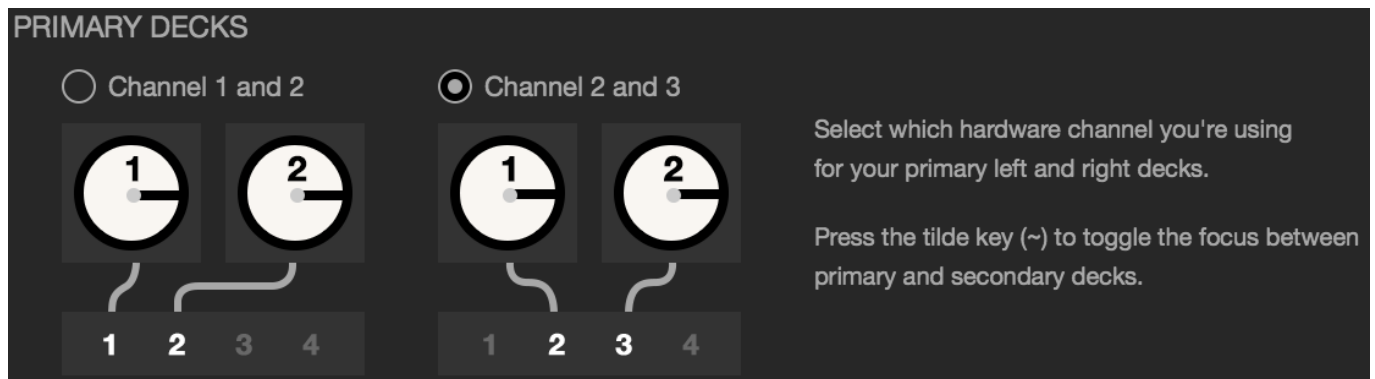 PRIMARY DECKS
Channel 1 and 2
Channel 2 and 3
1 2
1 2
1 2 3 4
1 2 3 4
Select which hardware channel you're using
for your primary left and right decks.
Press the tilde key (~) to toggle the focus between
primary and secondary decks.